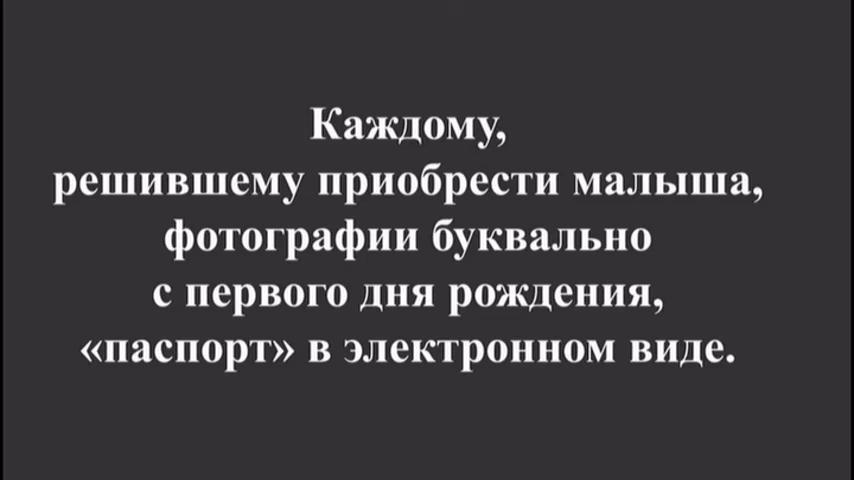 Каждому,
решившему приобрести малыша,
фотографии буквально
с первого дня рождения,
«паспорт» в электронном виде.